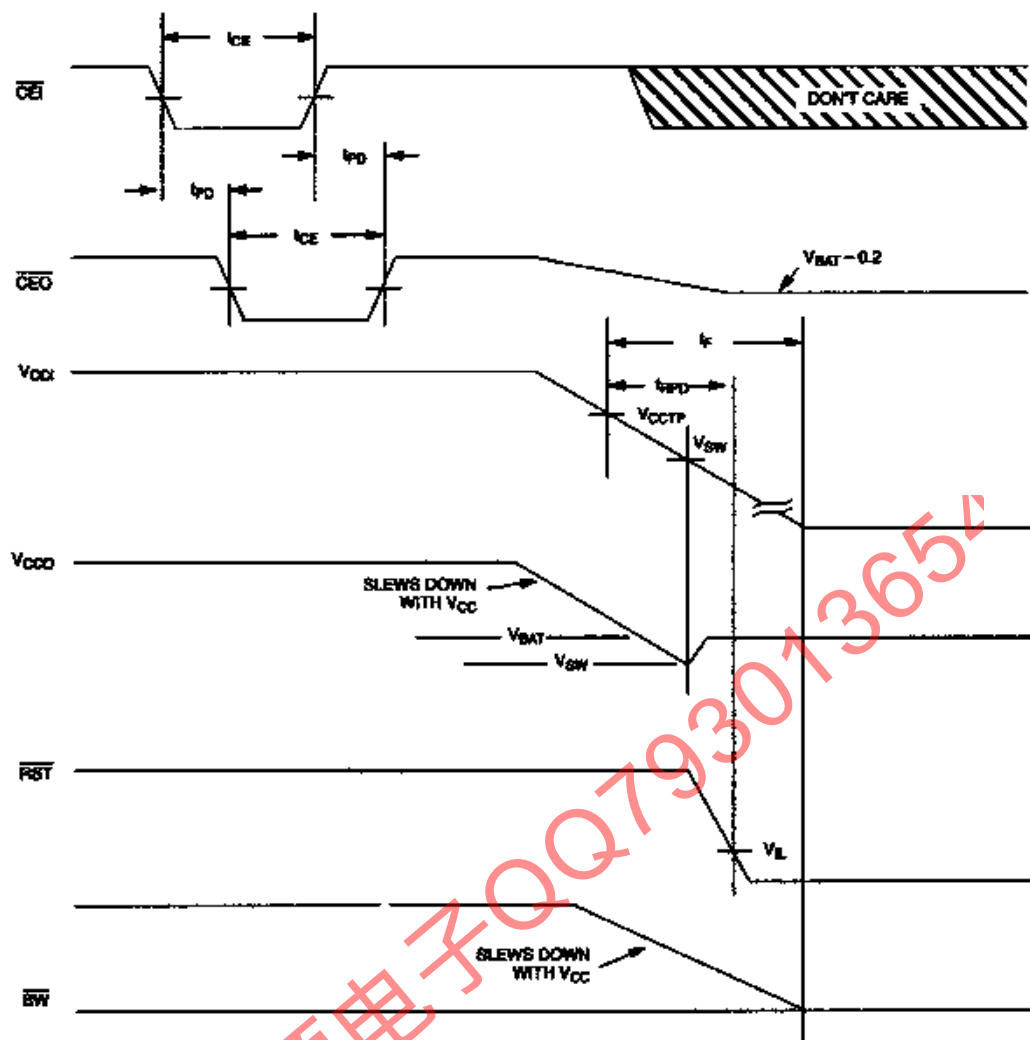 tCE
CEI
DON'T CARE
tPD
tPD
tCE
CEO
VBAT – 0.2
tF
VCCI
tRPD
VCCTP
VSW
VCCO
SLEWS DOWN
WITH VCC
VBAT
VSW
RST
VIL
SLEWS DOWN
WITH VCC
BW
电子QQ793013654